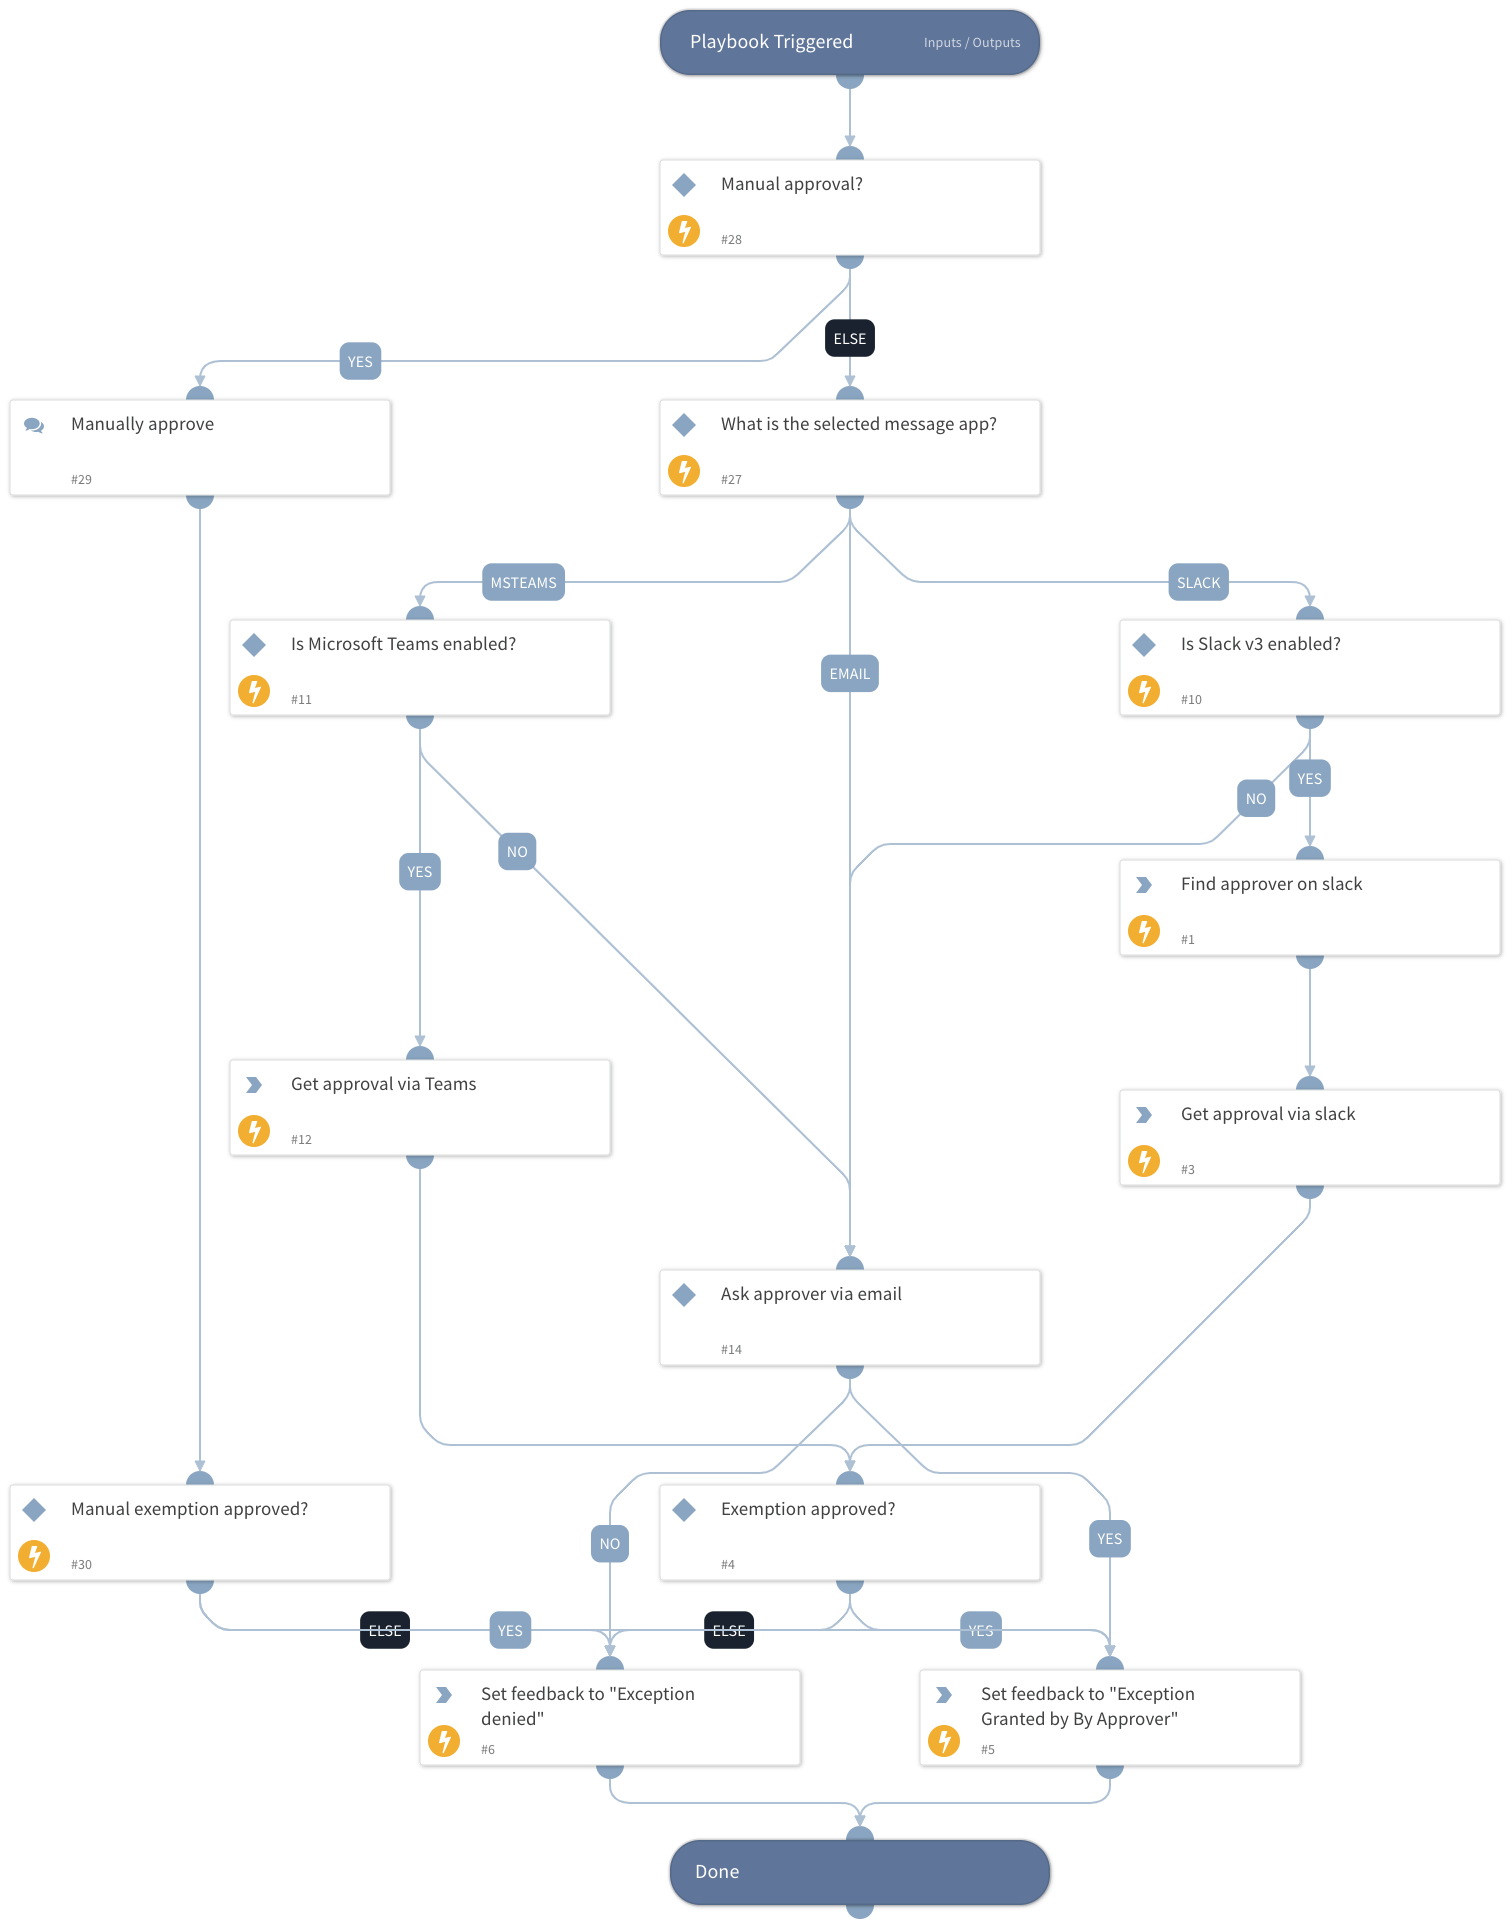 Playbook Triggered
Inputs / Outputs
Manual approval?
#28
YES
ELSE
Manually approve
#29
What is the selected message app?
#27
MSTEAMS
EMAIL
SLACK
Is Microsoft Teams enabled?
#11
Is Slack v3 enabled?
#10
YES
NO
NO
YES
Find approver on slack
#1
Get approval via Teams
#12
Get approval via slack
#3
Ask approver via email
#14
Manual exemption approved?
#30
NO
Exemption approved?
#4
YES
ELSE
YES
ELSE
YES
Set feedback to "Exception
denied"
#6
Set feedback to "Exception
Granted by By Approver"
#5
Done